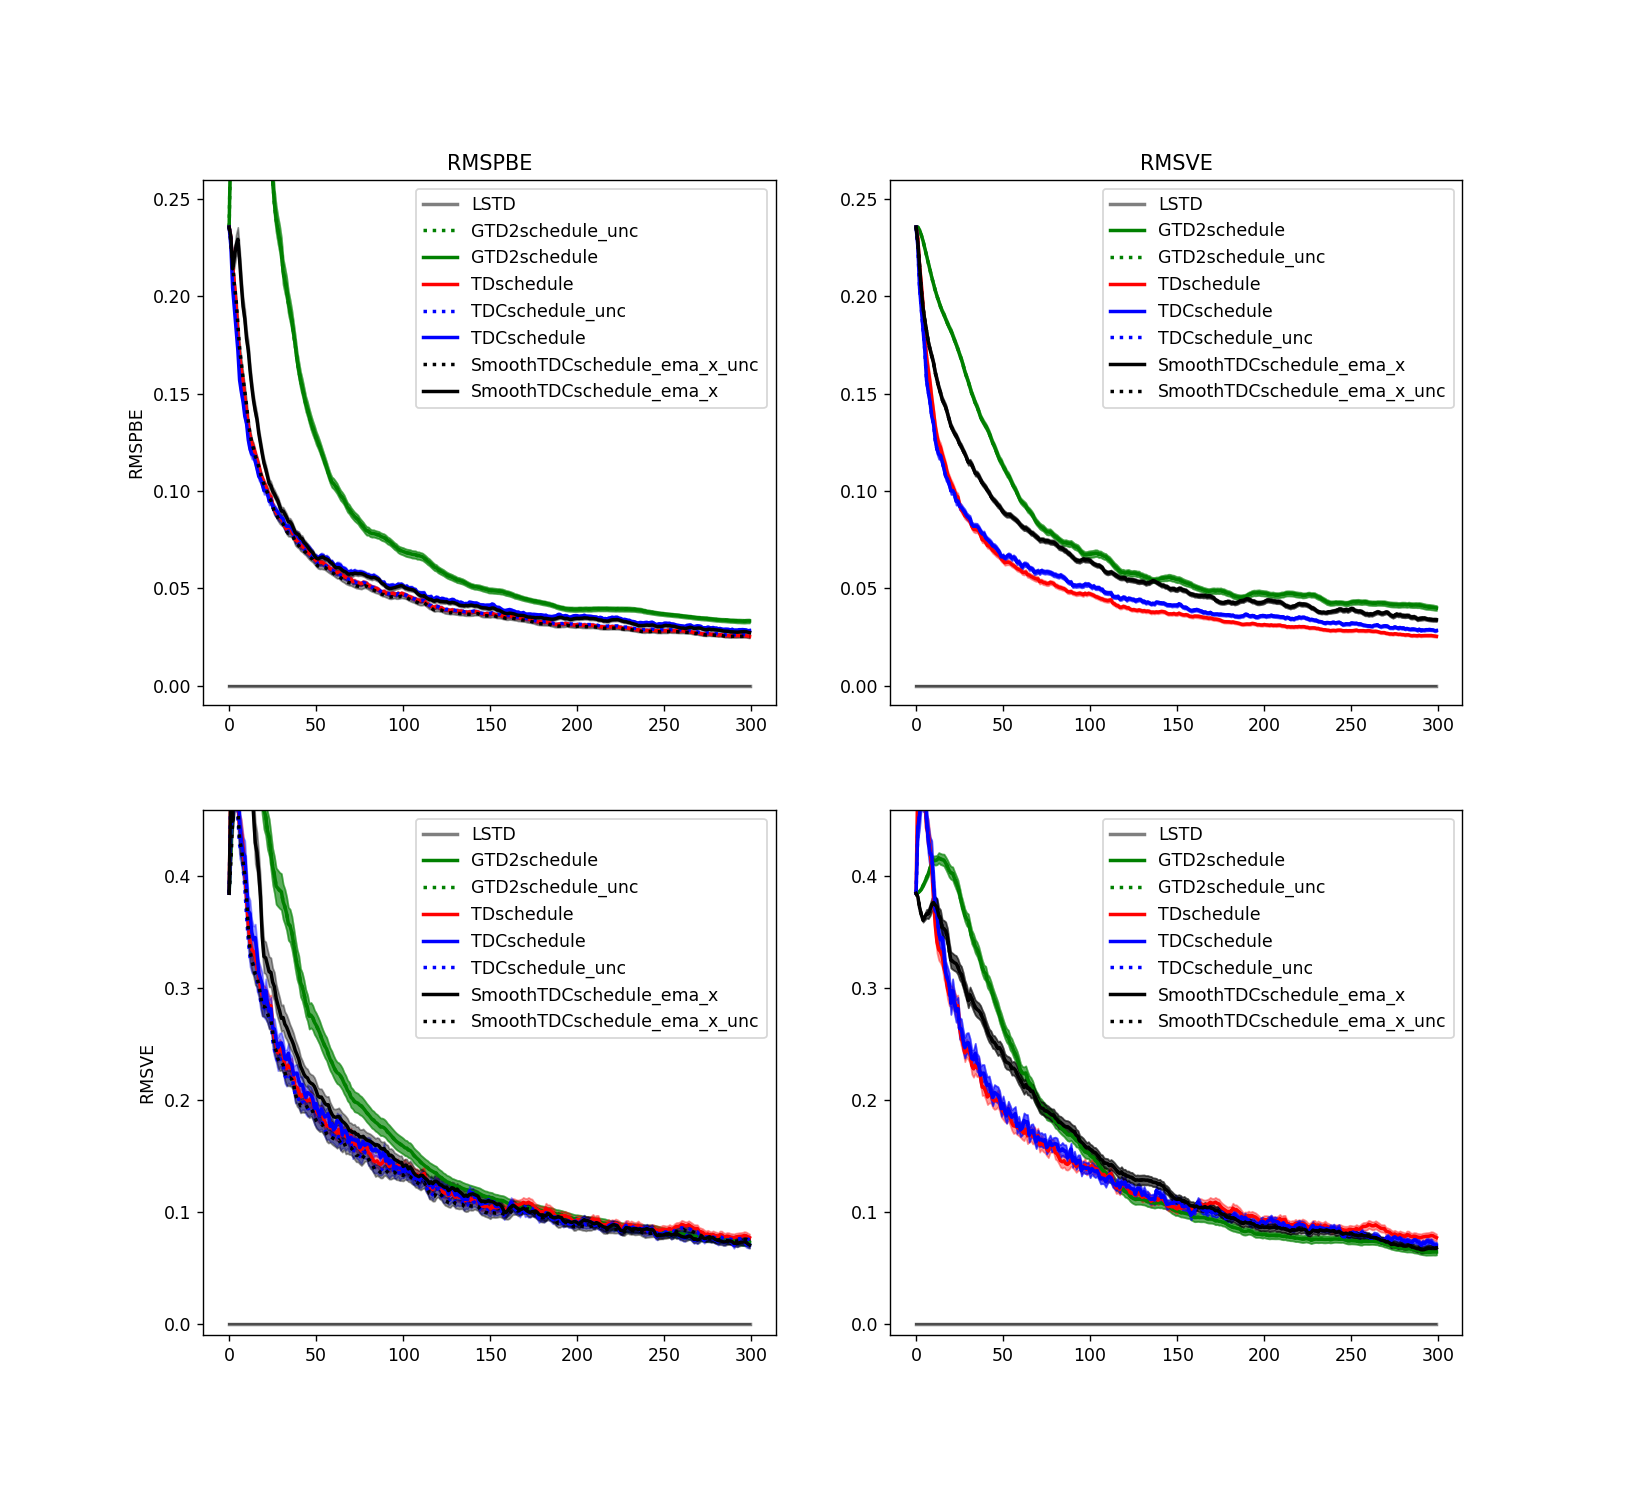 RMSPBE
RMSVE
RMSPBE
0.25
0.20
0.15
0.10
0.05
0.00
LSTD
GTD2schedule_unc
GTD2schedule
TDschedule
TDCschedule_unc
TDCschedule
SmoothTDCschedule_ema_x_unc
SmoothTDCschedule_ema_x
0 50 100 150 200 250 300
0.25
0.20
0.15
0.10
0.05
0.00
LSTD
GTD2schedule
GTD2schedule_unc
TDschedule
TDCschedule
TDCschedule_unc
SmoothTDCschedule_ema_x
SmoothTDCschedule_ema_x_unc
0 50 100 150 200 250 300
RMSVE
0.4
0.3
0.2
0.1
0.0
LSTD
GTD2schedule
GTD2schedule_unc
TDschedule
TDCschedule
TDCschedule_unc
SmoothTDCschedule_ema_x
SmoothTDCschedule_ema_x_unc
0 50 100 150 200 250 300
0.4
0.3
0.2
0.1
0.0
LSTD
GTD2schedule
GTD2schedule_unc
TDschedule
TDCschedule
TDCschedule_unc
SmoothTDCschedule_ema_x
SmoothTDCschedule_ema_x_unc
0 50 100 150 200 250 300